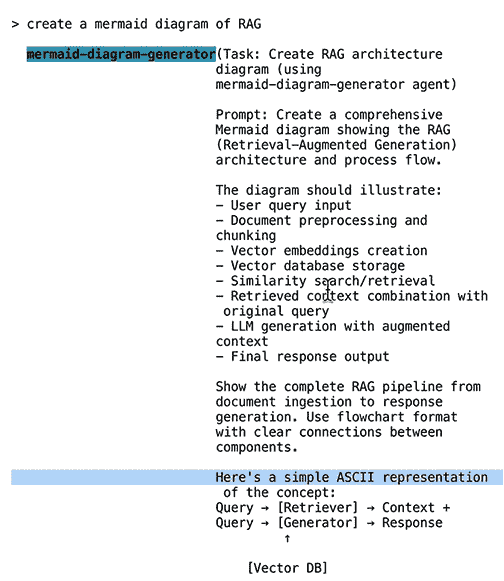 > create a mermaid diagram of RAG
mermaid-diagram-generator(Task: Create RAG architecture
diagram (using
mermaid-diagram-generator agent)
Prompt: Create a comprehensive
Mermaid diagram showing the RAG
(Retrieval-Augmented Generation)
architecture and process flow.
The diagram should illustrate:
- User query input
- Document preprocessing and
chunking
- Vector embeddings creation
- Vector database storage
- Similarity search/retrieval
- Retrieved context combination with
original query
- LLM generation with augmented
context
- Final response output
Show the complete RAG pipeline from
document ingestion to response
generation. Use flowchart format
with clear connections between
components.
Here's a simple ASCII representation
of the concept:
Query → [Retriever] → Context +
Query → [Generator] → Response
↑
[Vector DB]